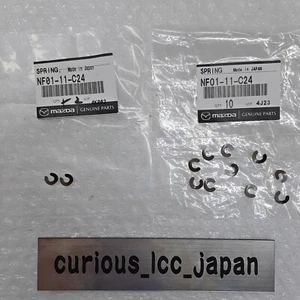 SPRING Made in Japan
NF01-11-C24
mazda GENUINE PARTS
SPRING Made in JAPAN
NF01-11-C24
QTY 10 4J23
mazda GENUINE PARTS
curious_lcc_japan